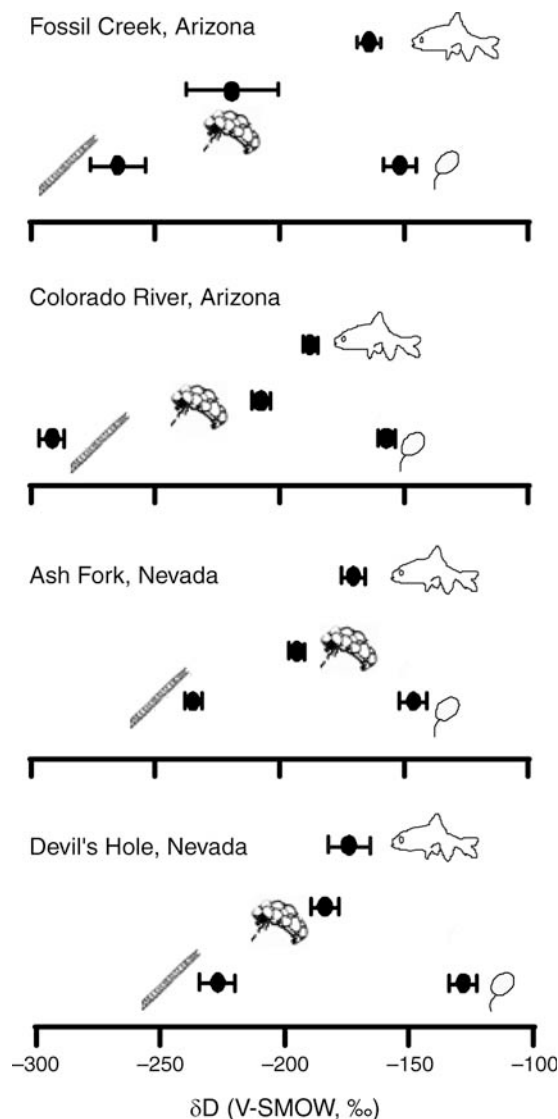 Fossil Creek, Arizona
Colorado River, Arizona
Ash Fork, Nevada
Devil's Hole, Nevada
–300 –250 –200 –150 –100
δD (V-SMOW, ‰)